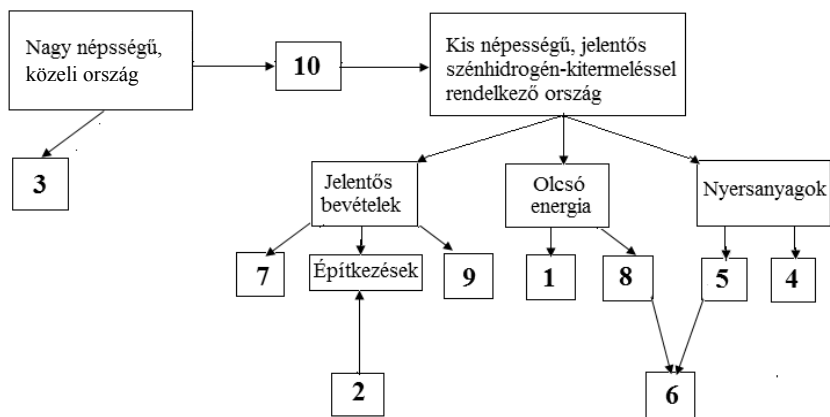 Nagy népsségű,
közeli ország
10
Kis népességű, jelentős
szénhidrogén-kitermeléssel
rendelkező ország
3
Jelentős
bevételek
Olcsó
energia
Nyersanyagok
7
Építkezések
9
1
8
5
4
2
6